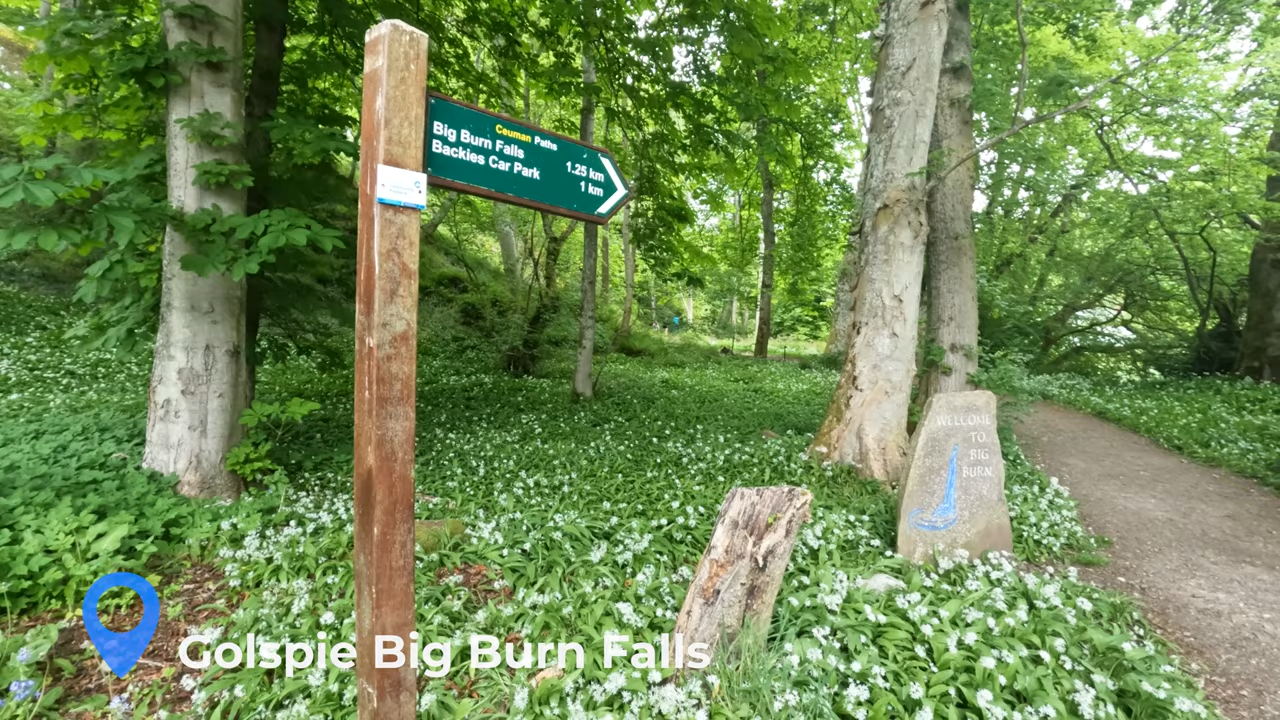 Ceuman Paths
Big Burn Falls 1.25 km
Backies Car Park 1 km
WELCOME
TO
BIG
BURN
Golspie Big Burn Falls